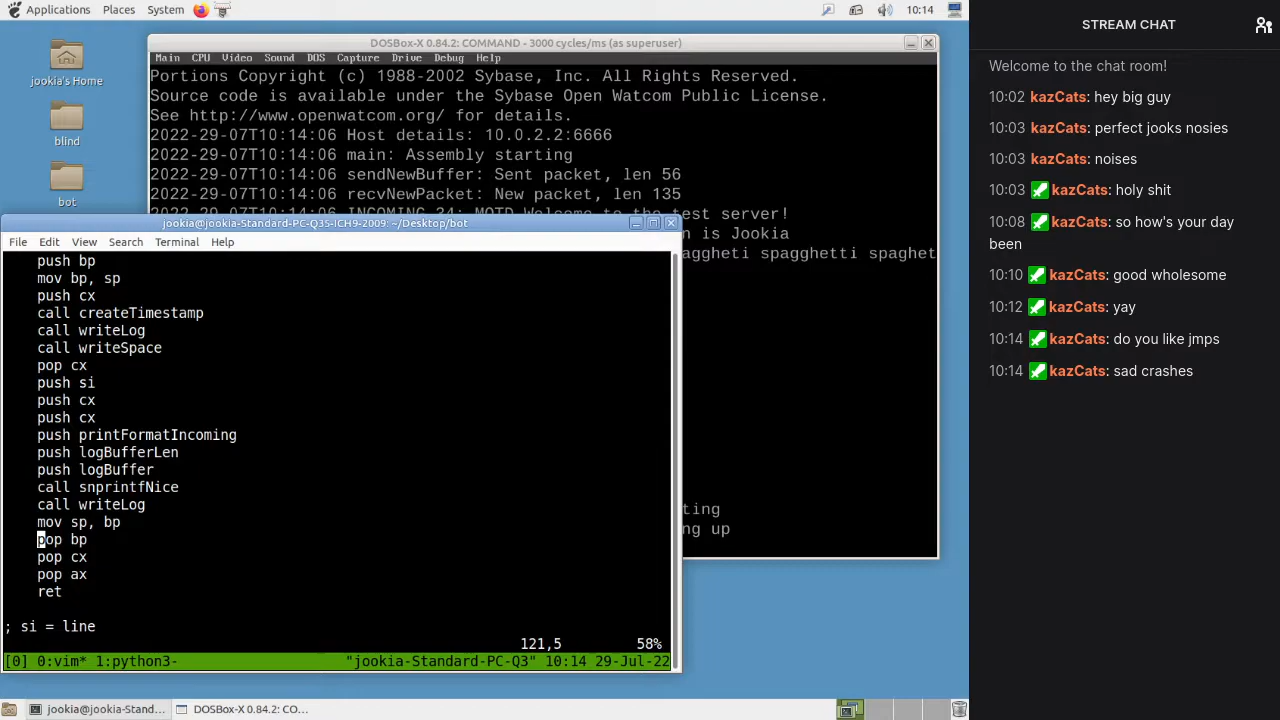 Applications Places System 10:14
STREAM CHAT
DOSBox-X 0.84.2: COMMAND - 3000 cycles/ms (as superuser)
Main CPU Video Sound DOS Capture Drive Debug Help
Portions Copyright (c) 1988-2002 Sybase, Inc. All Rights Reserved.
Source code is available under the Sybase Open Watcom Public License.
See http://www.openwatcom.org/ for details.
2022-29-07T10:14:06 Host details: 10.0.2.2:6666
2022-29-07T10:14:06 main: Assembly starting
2022-29-07T10:14:06 sendNewBuffer: Sent packet, len 56
2022-29-07T10:14:06 recvNewPacket: New packet, len 135
2022-29-07T10:14:06 INCOMING 34: MOTD Welcome to the test server!
n is Jookia
aggheti spagghetti spaghet
ting
ng up
jookia's Home
blind
bot
jookia@jookia-Standard-PC-Q35-ICH9-2009: ~/Desktop/bot
File Edit View Search Terminal Help
push bp
mov bp, sp
push cx
call createTimestamp
call writeLog
call writeSpace
pop cx
push si
push cx
push cx
push printFormatIncoming
push logBufferLen
push logBuffer
call snprintfNice
call writeLog
mov sp, bp
pop bp
pop cx
pop ax
ret
; si = line
121,5 58%
[0] 0:vim* 1:python3- "jookia-Standard-PC-Q3" 10:14 29-Jul-22
jookia@jookia-Stand... DOSBox-X 0.84.2: CO...
Welcome to the chat room!
10:02 kazCats: hey big guy
10:03 kazCats: perfect jooks nosies
10:03 kazCats: noises
10:03 kazCats: holy shit
10:08 kazCats: so how's your day
been
10:10 kazCats: good wholesome
10:12 kazCats: yay
10:14 kazCats: do you like jmps
10:14 kazCats: sad crashes